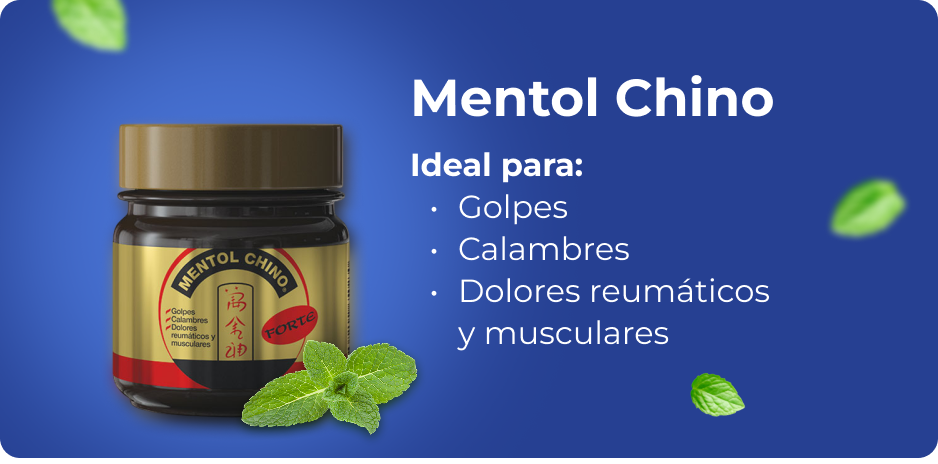 Mentol Chino
Ideal para:
• Golpes
• Calambres
• Dolores reumáticos
y musculares
MENTOL CHINO®
Golpes
Calambres
Dolores
reumáticos y
musculares
FORTE